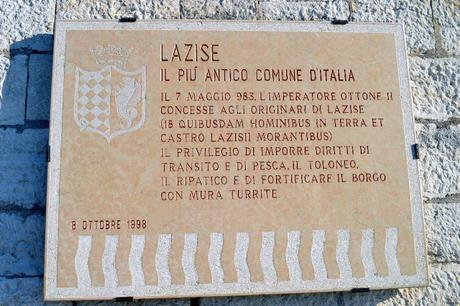 LAZISE
IL PIÙ ANTICO COMUNE D'ITALIA
IL 7 MAGGIO 983, L'IMPERATORE OTTONE II
CONCESSE AGLI ORIGINARI DI LAZISE
(18 QUIBUSDAM HOMINIBUS IN TERRA ET
CASTRO LAZISII MORANTIBUS)
IL PRIVILEGIO DI IMPORRE DIRITTI DI
TRANSITO E DI PESCA, IL TOLONEO,
IL RIPATICO E DI FORTIFICARE IL BORGO
CON MURA TURRITE.
8 OTTOBRE 1998